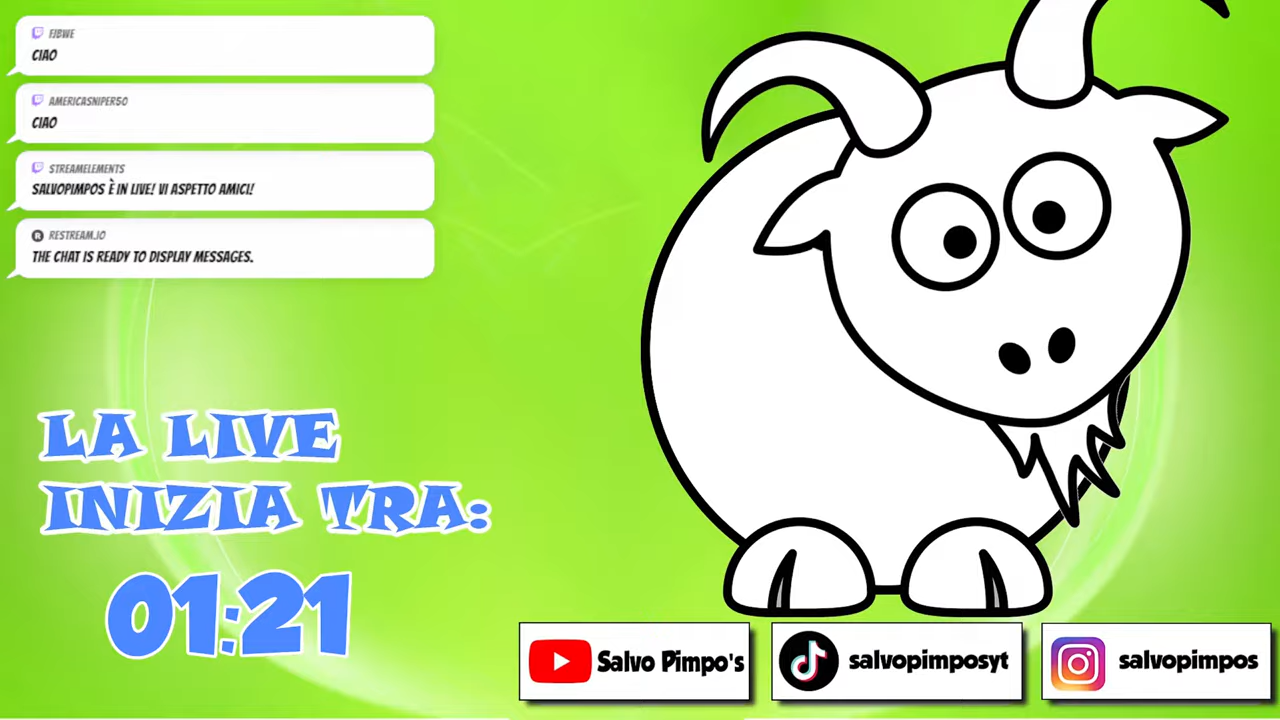 FJBWE
CIAO
AMERICASNIPER50
CIAO
STREAMELEMENTS
SALVOPIMPOS È IN LIVE! VI ASPETTO AMICI!
RESTREAM.IO
THE CHAT IS READY TO DISPLAY MESSAGES.
LA LIVE
INIZIA TRA:
01:21
Salvo Pimpo's
salvopimposyt
salvopimpos